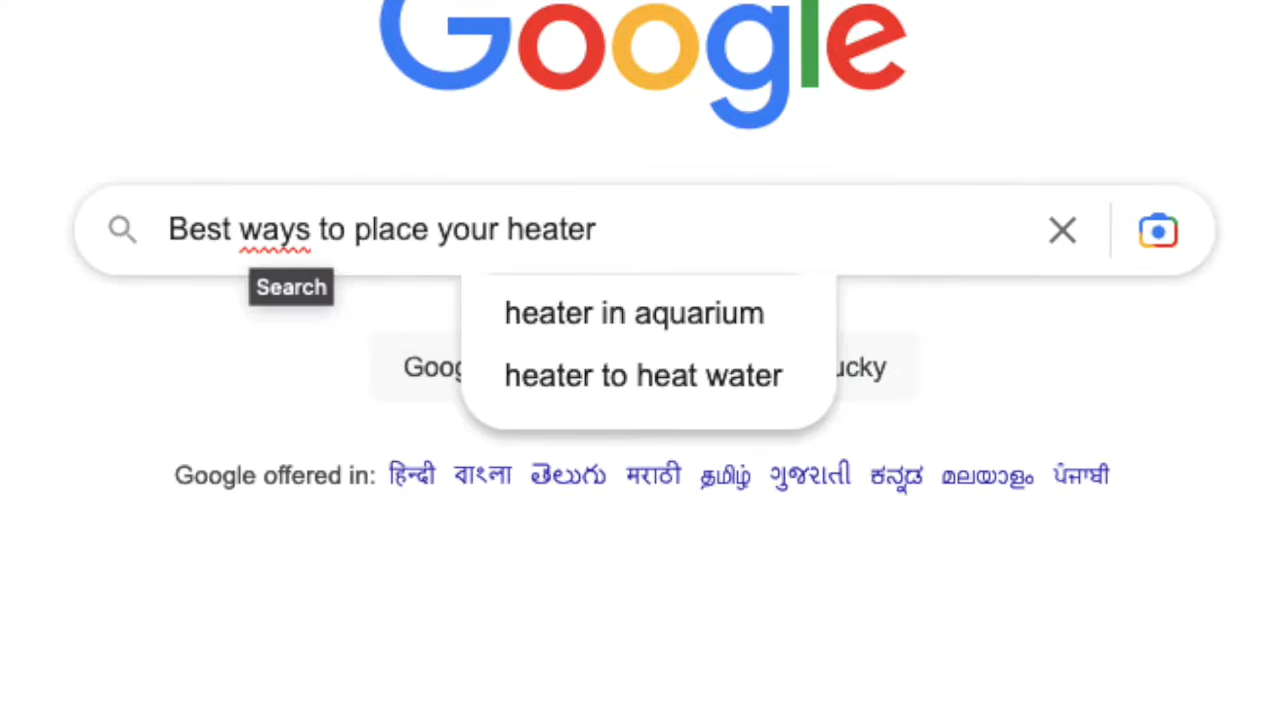 Google
Best ways to place your heater
Search
heater in aquarium
Goog ucky
heater to heat water
Google offered in: हिन्दी বাংলা తెలుగు मराठी தமிழ் ગુજરાતી ಕನ್ನಡ മലയാളം ਪੰਜਾਬੀ